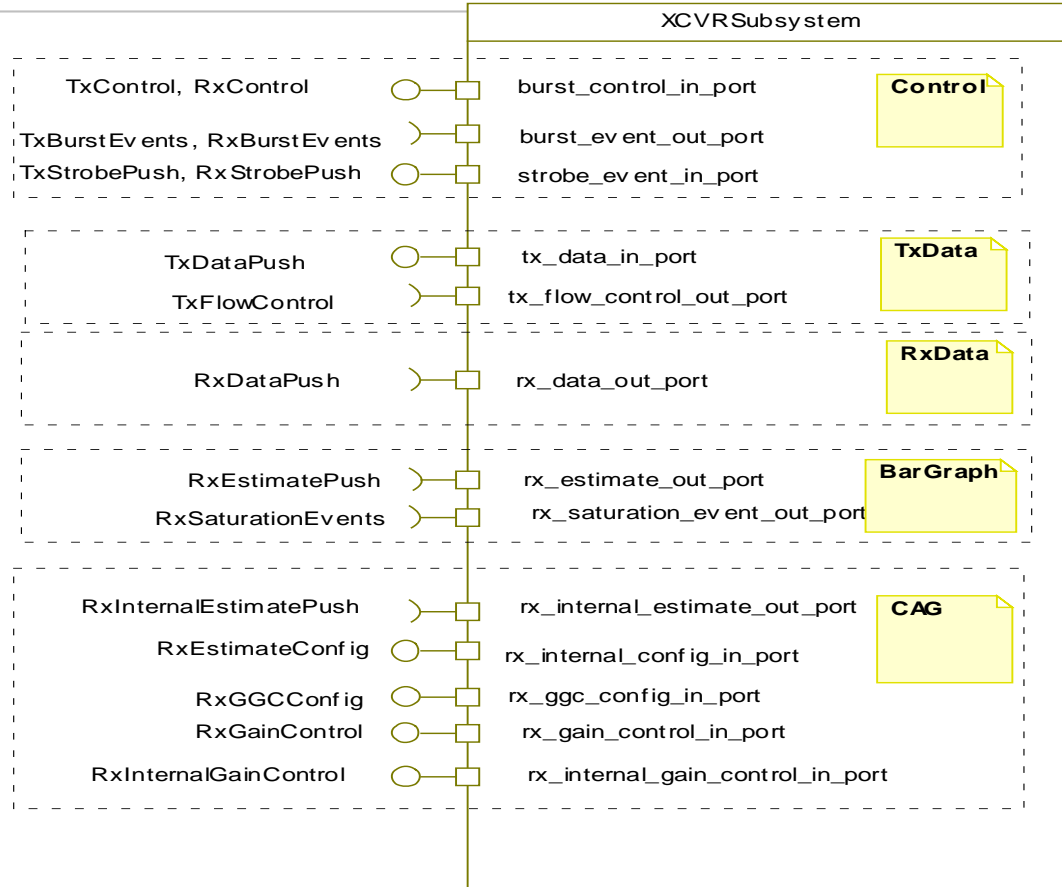 XCVRSubsystem
TxControl, RxControl burst_control_in_port Control
TxBurstEvents, RxBurstEvents burst_event_out_port
TxStrobePush, RxStrobePush strobe_event_in_port
TxDataPush tx_data_in_port TxData
TxFlowControl tx_flow_control_out_port
RxDataPush rx_data_out_port RxData
RxEstimatePush rx_estimate_out_port BarGraph
RxSaturationEvents rx_saturation_event_out_port
RxInternalEstimatePush rx_internal_estimate_out_port CAG
RxEstimateConfig rx_internal_config_in_port
RxGGCConfig rx_ggc_config_in_port
RxGainControl rx_gain_control_in_port
RxInternalGainControl rx_internal_gain_control_in_port